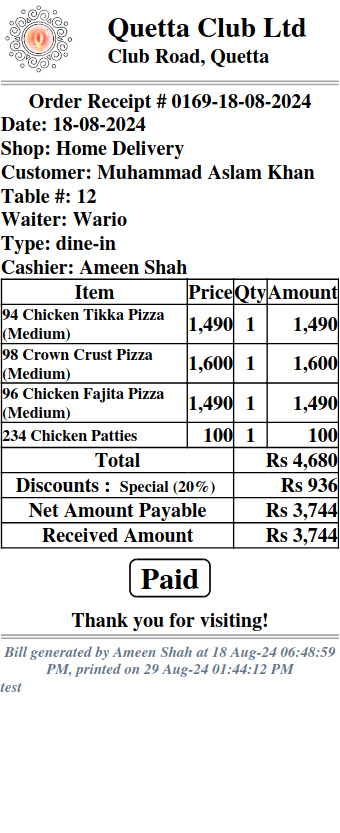 Quetta Club Ltd
Club Road, Quetta
Order Receipt # 0169-18-08-2024
Date: 18-08-2024
Shop: Home Delivery
Customer: Muhammad Aslam Khan
Table #: 12
Waiter: Wario
Type: dine-in
Cashier: Ameen Shah
Item Price Qty Amount
94 Chicken Tikka Pizza
(Medium) 1,490 1 1,490
98 Crown Crust Pizza
(Medium) 1,600 1 1,600
96 Chicken Fajita Pizza
(Medium) 1,490 1 1,490
234 Chicken Patties 100 1 100
Total Rs 4,680
Discounts : Special (20%) Rs 936
Net Amount Payable Rs 3,744
Received Amount Rs 3,744
Paid
Thank you for visiting!
Bill generated by Ameen Shah at 18 Aug-24 06:48:59
PM, printed on 29 Aug-24 01:44:12 PM
test